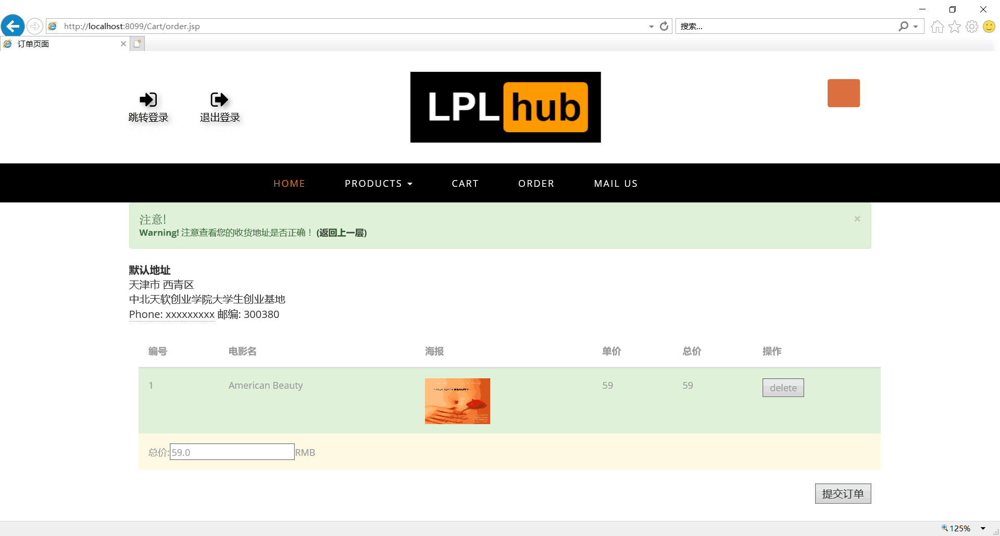 http://localhost:8099/Cart/order.jsp
搜索...
订单页面
跳转登录
退出登录
LPL hub
HOME
PRODUCTS
CART
ORDER
MAIL US
注意!
×
Warning! 注意查看您的收货地址是否正确！ (返回上一层)
默认地址
天津市 西青区
中北天软创业学院大学生创业基地
Phone: xxxxxxxxx 邮编: 300380
编号 电影名 海报 单价 总价 操作
1 American Beauty 59 59 delete
BEAUTY
总价: 59.0 RMB
提交订单
125%